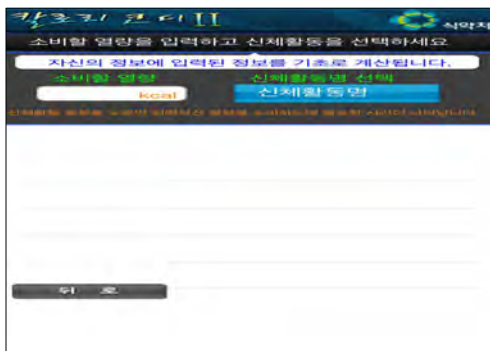 칼로리 코디II
식약처
소비할 열량을 입력하고 신체활동을 선택하세요
자신의 정보에 입력된 정보를 기초로 계산됩니다.
소비할 열량 신체활동명 선택
kcal 신체활동명
뒤 로